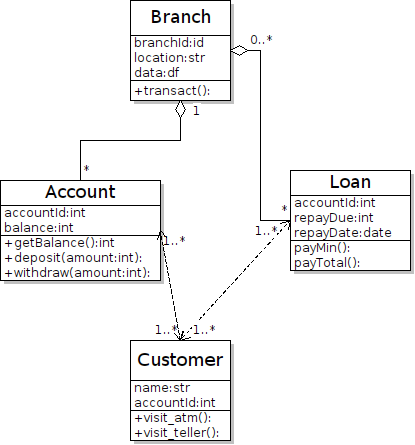 Branch
branchId:id
location:str
data:df
+transact():
0..*
1
*
Account
accountId:int
balance:int
+getBalance():int
+deposit(amount:int):
+withdraw(amount:int):
1..*
Loan
accountId:int
repayDue:int
repayDate:date
payMin():
payTotal():
*
1..*
1..*
1..*
Customer
name:str
accountId:int
+visit_atm():
+visit_teller():